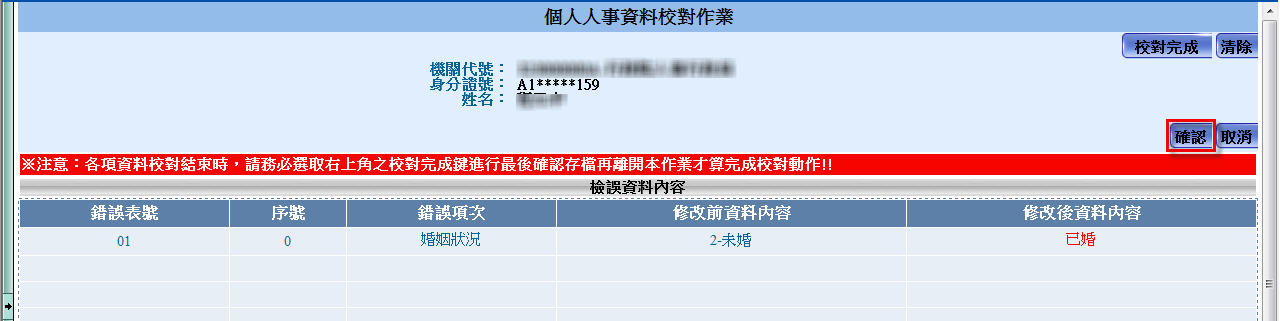 個人人事資料校對作業
校對完成 清除
機關代號：
身分證號： A1*****159
姓名：
確認 取消
※注意：各項資料校對結束時，請務必選取右上角之校對完成鍵進行最後確認存檔再離開本作業才算完成校對動作!!
檢誤資料內容
錯誤表號 序號 錯誤項次 修改前資料內容 修改後資料內容
01 0 婚姻狀況 2-未婚 已婚